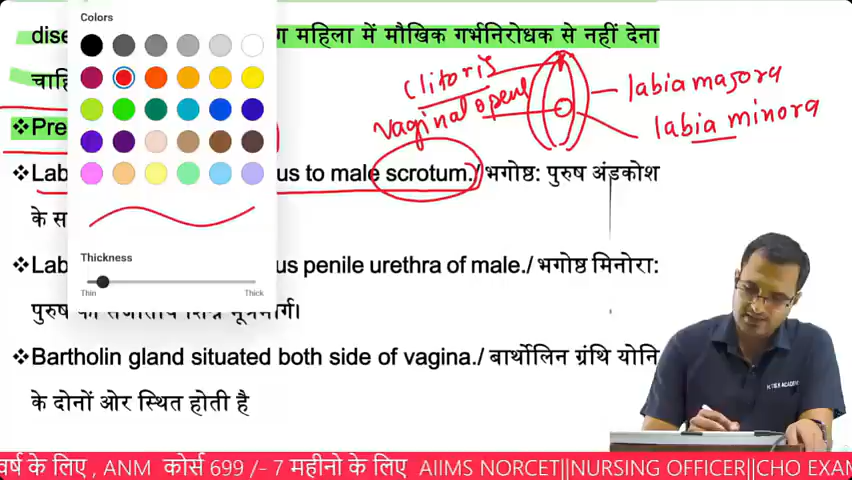 Colors
dise
ग महिला में मौखिक गर्भनिरोधक से नहीं देना
चाहि
clitoris
vaginal open
labia majora
labia minora
Pre
❖Lab us to male scrotum./ भगोष्ठ: पुरुष अंडकोश
के स
Thickness
Thin Thick
❖Lab us penile urethra of male./ भगोष्ठ मिनोरा:
पुरुष
❖Bartholin gland situated both side of vagina./ बार्थोलिन ग्रंथि योनि
के दोनों ओर स्थित होती है
वर्ष के लिए , ANM कोर्स 699 /- 7 महीनो के लिए AIIMS NORCET||NURSING OFFICER||CHO EXAM